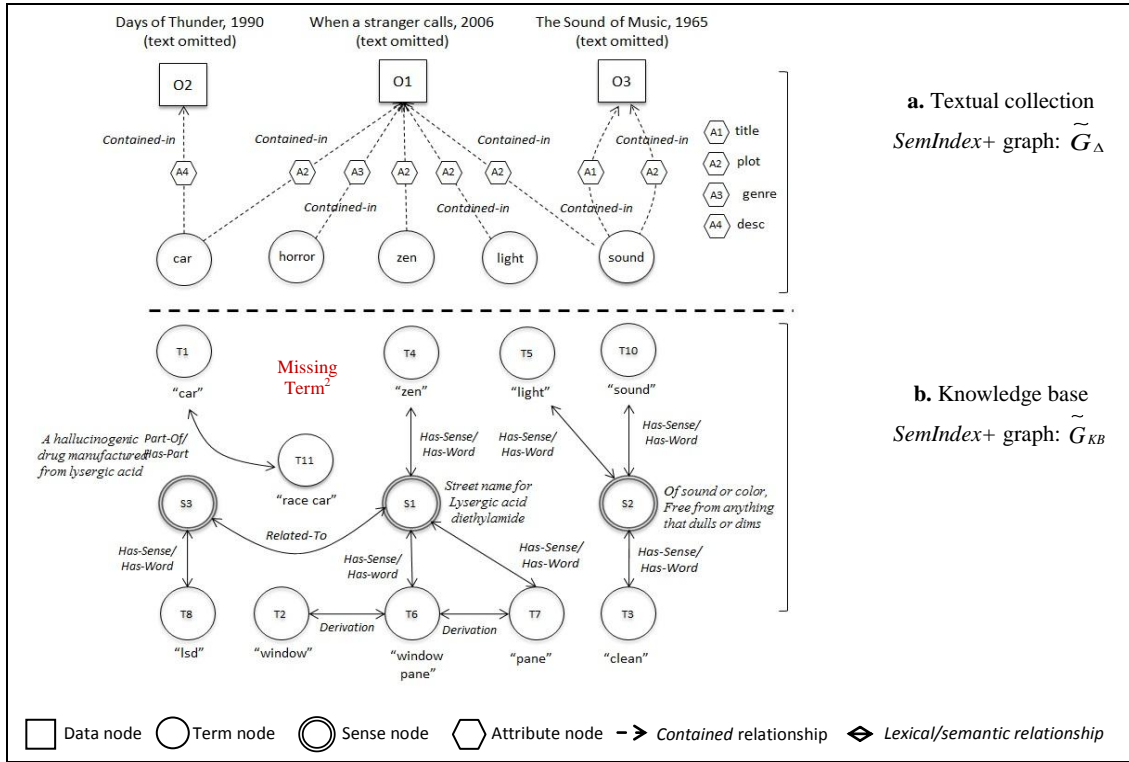 Days of Thunder, 1990
(text omitted)
When a stranger calls, 2006
(text omitted)
The Sound of Music, 1965
(text omitted)
O2
O1
O3
Contained-in
Contained-in
Contained-in
Contained-in
A4
A2
A3
A2
A2
A2
A1
A2
Contained-in
Contained-in
Contained-in
car
horror
zen
light
sound
A1 title
A2 plot
A3 genre
A4 desc
a. Textual collection
SemIndex+ graph: G̃Δ
T1
"car"
Missing
Term2
T4
"zen"
T5
"light"
T10
"sound"
b. Knowledge base
SemIndex+ graph: G̃KB
A hallucinogenic
drug manufactured
from lysergic acid
Part-Of/
Has-Part
T11
"race car"
Has-Sense/
Has-Word
Has-Sense/
Has-Word
Has-Sense/
Has-Word
S3
S1
Street name for
Lysergic acid
diethylamide
S2
Of sound or color,
Free from anything
that dulls or dims
Related-To
Has-Sense/
Has-Word
Has-Sense/
Has-word
Has-Sense/
Has-Word
Has-Sense/
Has-Word
T8
"lsd"
T2
"window"
Derivation
T6
"window
pane"
Derivation
T7
"pane"
T3
"clean"
Data node
Term node
Sense node
Attribute node
Contained relationship
Lexical/semantic relationship